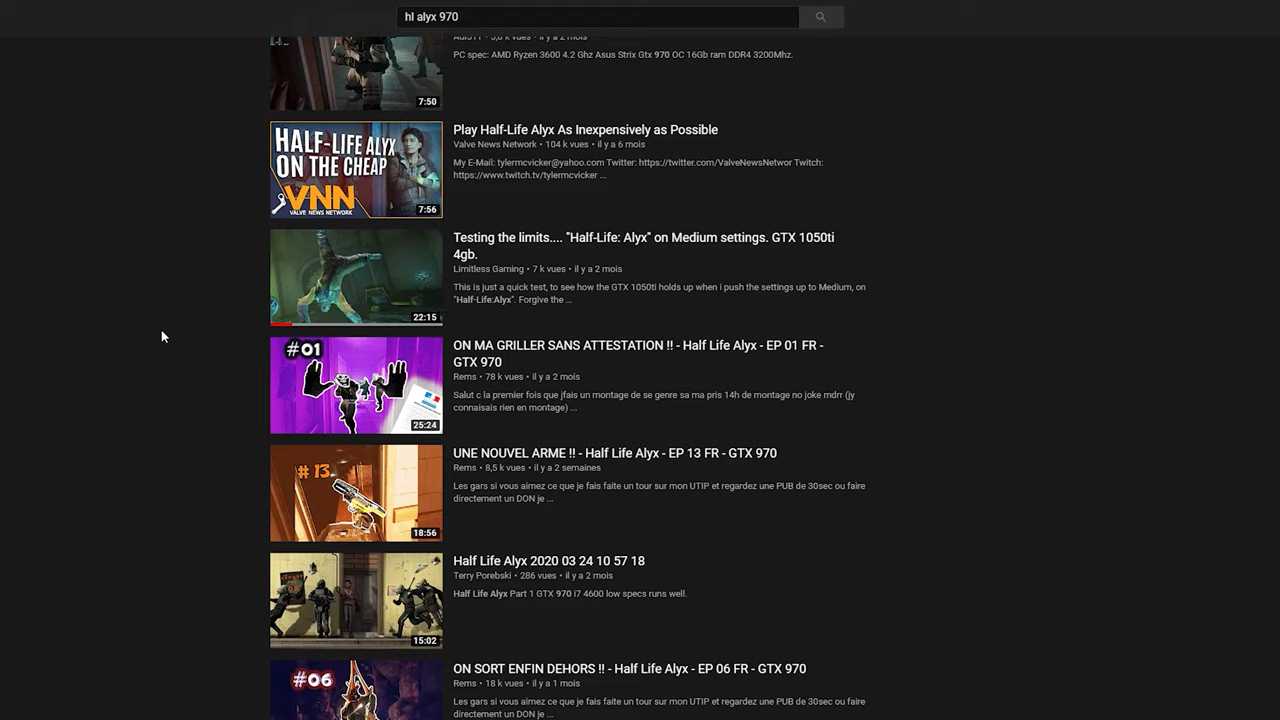 hl alyx 970
Adi511 • 3,8 k vues • il y a 2 mois
PC spec: AMD Ryzen 3600 4.2 Ghz Asus Strix Gtx 970 OC 16Gb ram DDR4 3200Mhz.
7:50
HALF-LIFE ALYX
ON THE CHEAP
VNN
VALVE NEWS NETWORK
7:56
Play Half-Life Alyx As Inexpensively as Possible
Valve News Network • 104 k vues • il y a 6 mois
My E-Mail: tylermcvicker@yahoo.com Twitter: https://twitter.com/ValveNewsNetwor Twitch:
https://www.twitch.tv/tylermcvicker ...
22:15
Testing the limits.... "Half-Life: Alyx" on Medium settings. GTX 1050ti
4gb.
Limitless Gaming • 7 k vues • il y a 2 mois
This is just a quick test, to see how the GTX 1050ti holds up when i push the settings up to Medium, on
"Half-Life:Alyx". Forgive the ...
#01
25:24
ON MA GRILLER SANS ATTESTATION !! - Half Life Alyx - EP 01 FR -
GTX 970
Rems • 78 k vues • il y a 2 mois
Salut c la premier fois que jfais un montage de se genre sa ma pris 14h de montage no joke mdrr (jy
connaisais rien en montage) ...
#13
18:56
UNE NOUVEL ARME !! - Half Life Alyx - EP 13 FR - GTX 970
Rems • 8,5 k vues • il y a 2 semaines
Les gars si vous aimez ce que je fais faite un tour sur mon UTIP et regardez une PUB de 30sec ou faire
directement un DON je ...
15:02
Half Life Alyx 2020 03 24 10 57 18
Terry Porebski • 286 vues • il y a 2 mois
Half Life Alyx Part 1 GTX 970 i7 4600 low specs runs well.
#06
ON SORT ENFIN DEHORS !! - Half Life Alyx - EP 06 FR - GTX 970
Rems • 18 k vues • il y a 1 mois
Les gars si vous aimez ce que je fais faite un tour sur mon UTIP et regardez une PUB de 30sec ou faire
directement un DON je ...